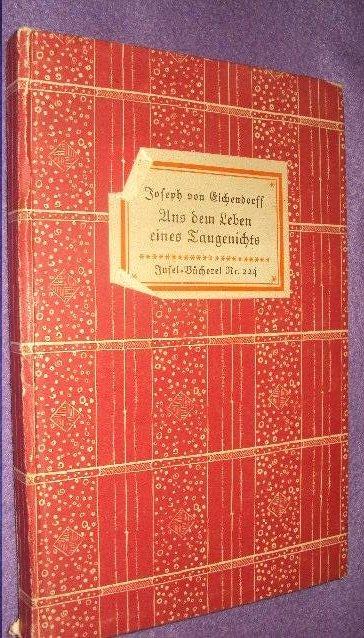 Joseph von Eichendorff
Aus dem Leben
eines Taugenichts
Insel-Bücherei Nr. 224